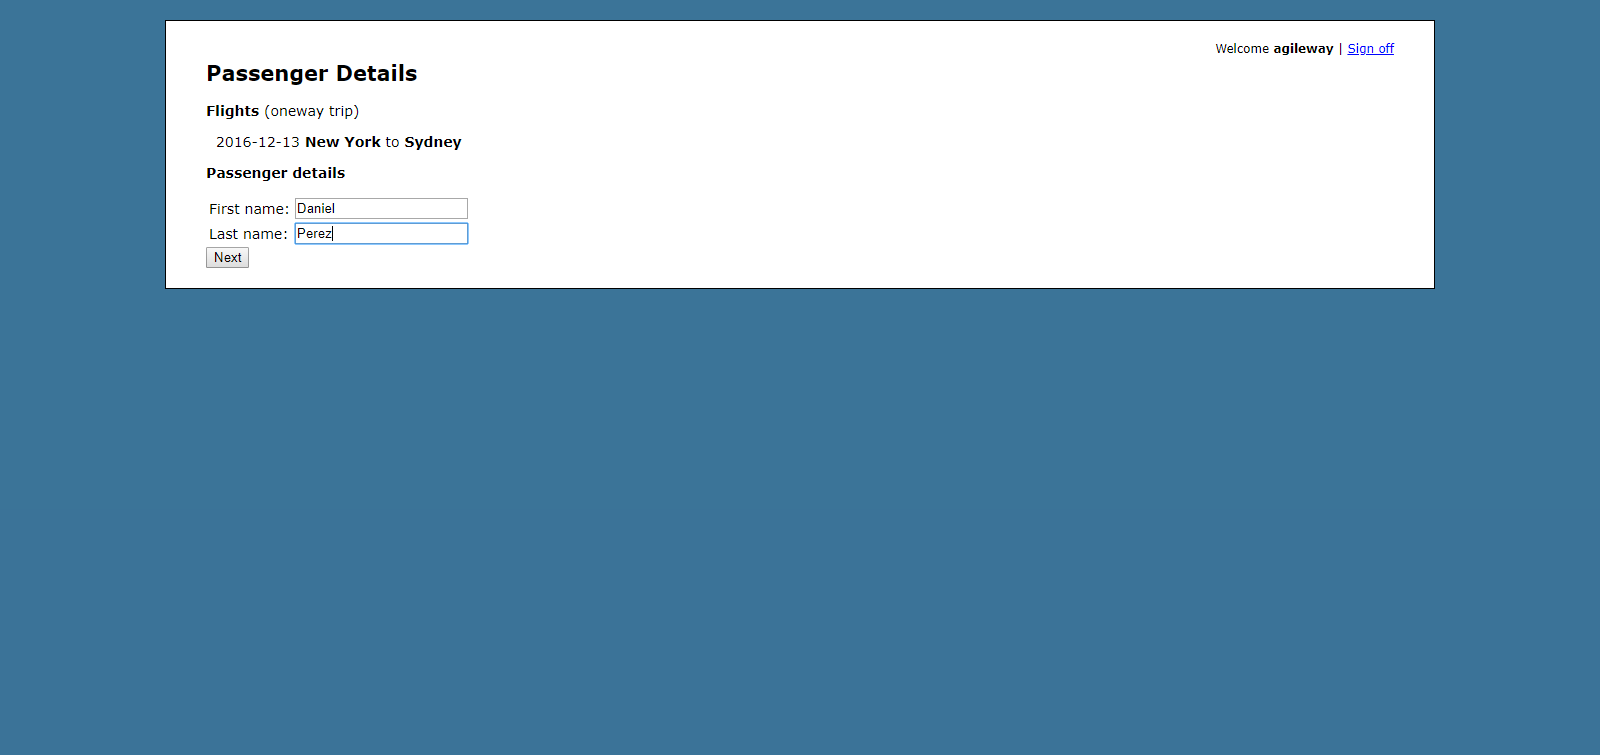 Welcome agileway | Sign off
Passenger Details
Flights (oneway trip)
2016-12-13 New York to Sydney
Passenger details
First name: Daniel
Last name: Perez
Next